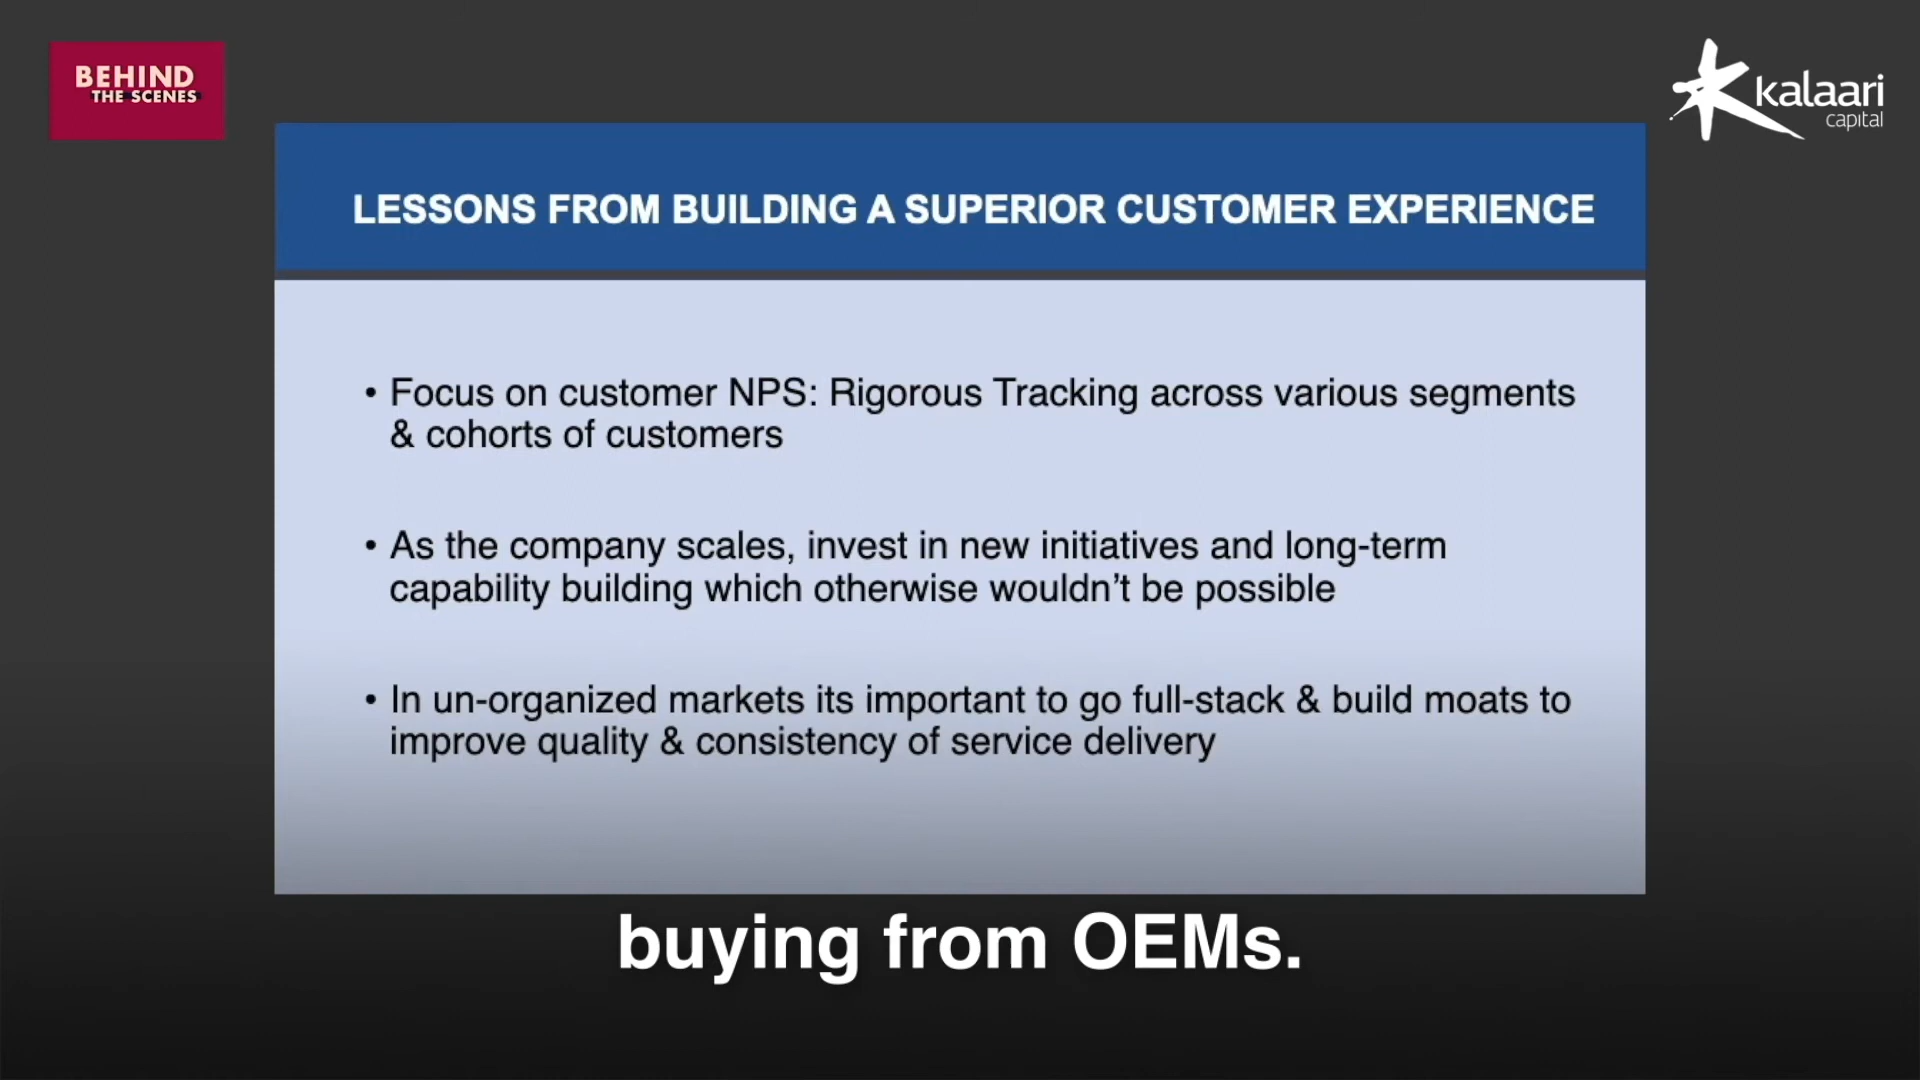 BEHIND
THE SCENES
kalaari
capital
LESSONS FROM BUILDING A SUPERIOR CUSTOMER EXPERIENCE
• Focus on customer NPS: Rigorous Tracking across various segments
& cohorts of customers
• As the company scales, invest in new initiatives and long-term
capability building which otherwise wouldn't be possible
• In un-organized markets its important to go full-stack & build moats to
improve quality & consistency of service delivery
buying from OEMs.